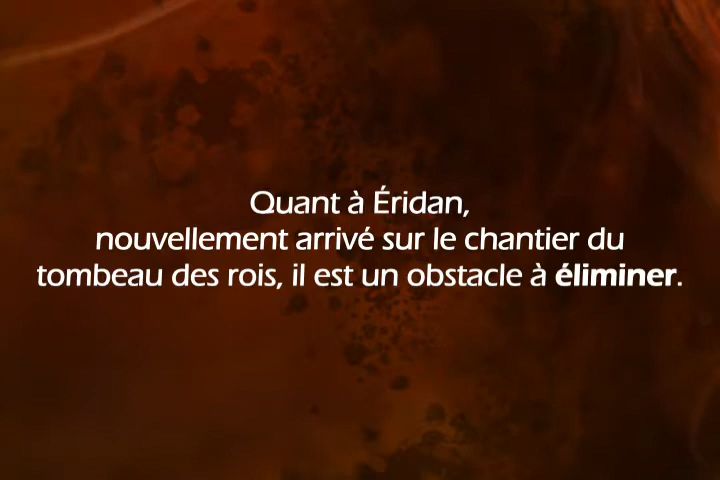 Quant à Éridan,
nouvellement arrivé sur le chantier du
tombeau des rois, il est un obstacle à éliminer.